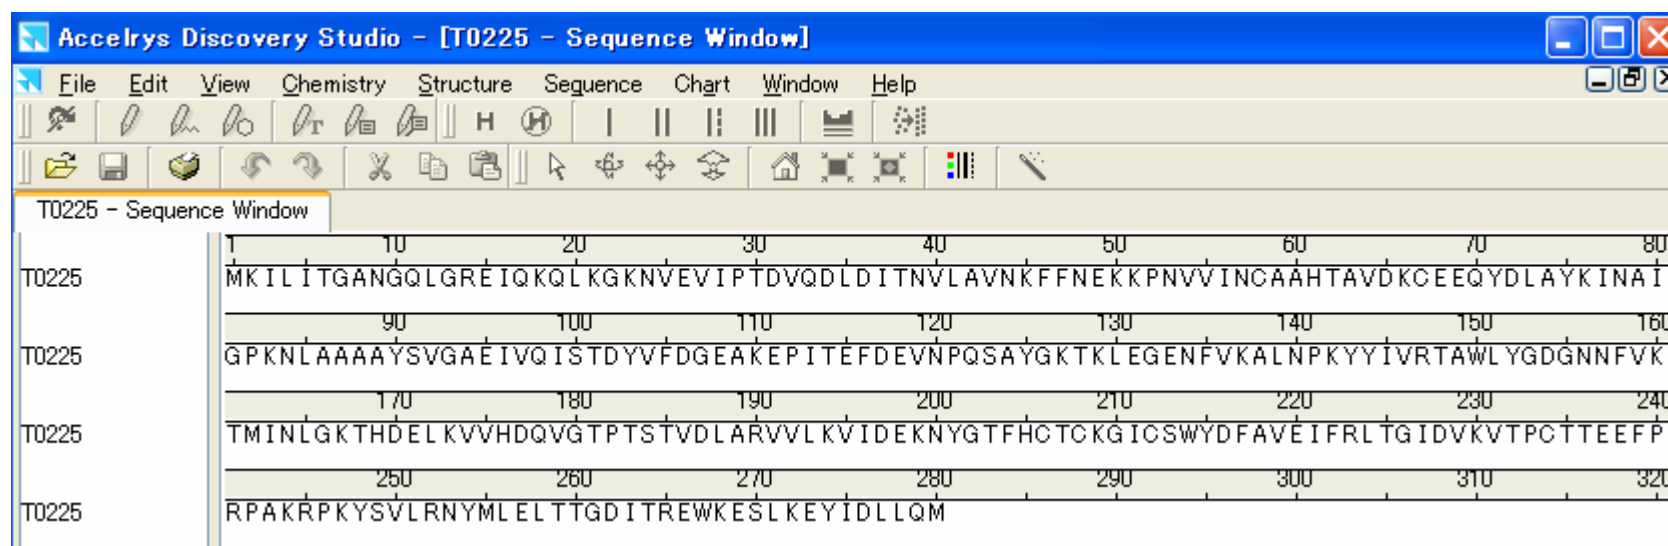 Accelrys Discovery Studio - [T0225 - Sequence Window]
File Edit View Chemistry Structure Sequence Chart Window Help
T0225 - Sequence Window
1 10 20 30 40 50 60 70 80
T0225 MKILITGANGQLGREIQKQLKGKNVEVIPTDVQDLDITNVLAVNKFFNEKKPNVVINCAAHTAVDKCEEQYDLAYKINAI
90 100 110 120 130 140 150 160
T0225 GPKNLAAAAYSVGAEIVQISTDYVFDGEAKEPITEFDEVNPQSAYGKTKLEGENFVKALNPKYYIVRTAWLYGDGNNFVK
170 180 190 200 210 220 230 240
T0225 TMINLGKTHDELKVVHDQVGTPTSTVDLARVVLKVIDEKNYGTFHCTCKGICSWYDFAVEIFRLTGIDVKVTPCTTEEFP
250 260 270 280 290 300 310 320
T0225 RPAKRPKYSVLRNYMLELTTGDITREWKESLKEYIDLLQM